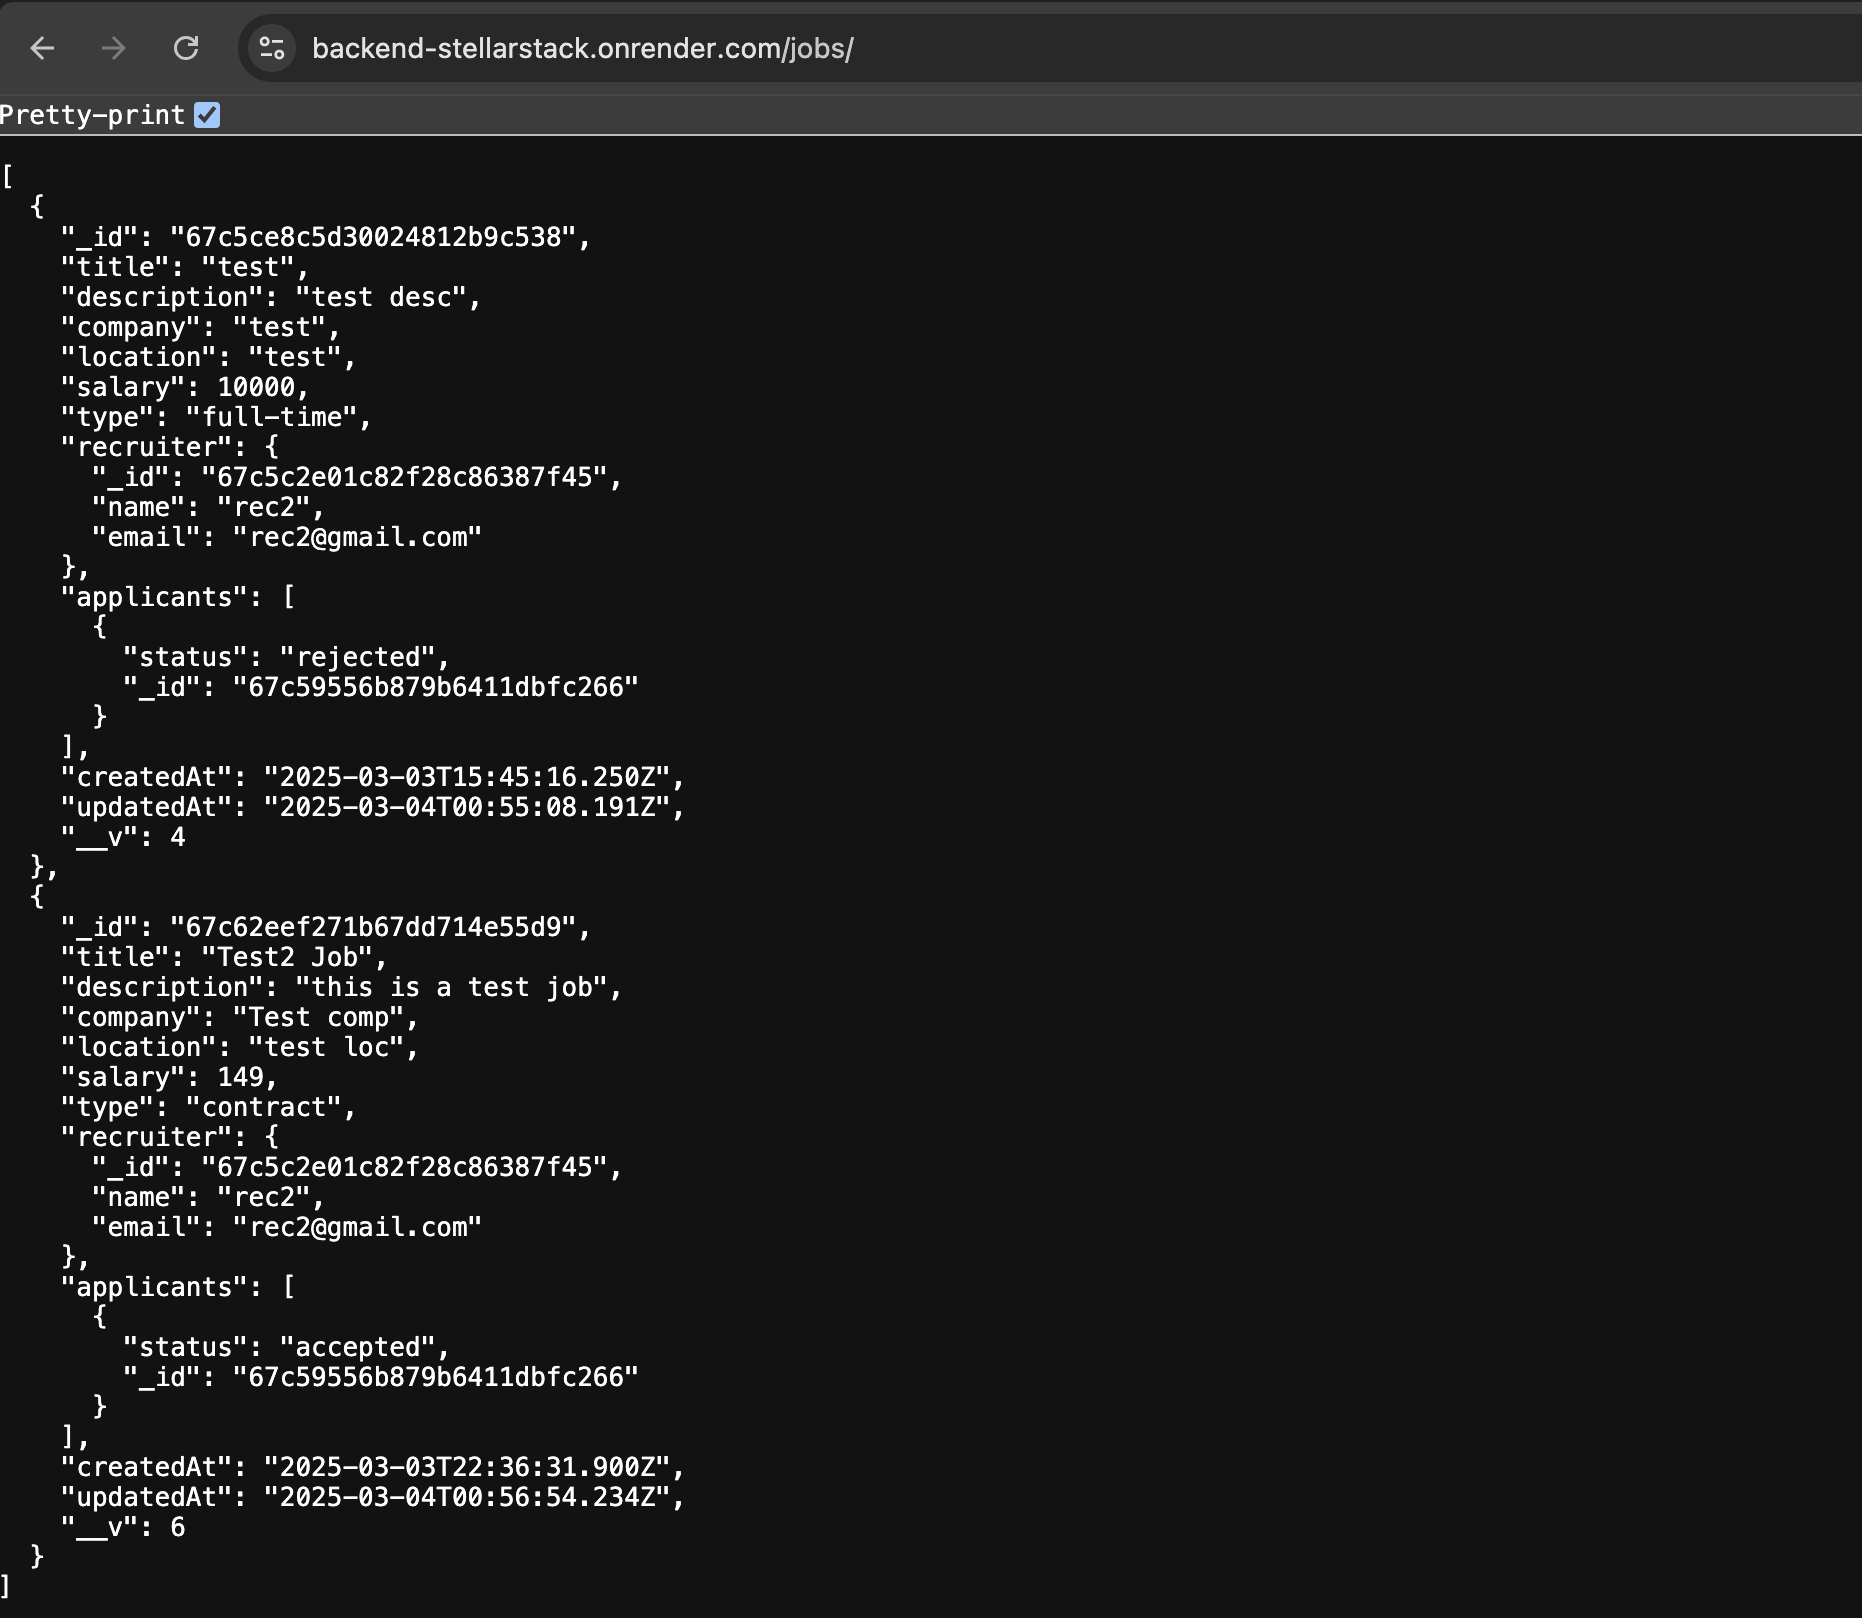 backend-stellarstack.onrender.com/jobs/
Pretty-print
[
  {
    "_id": "67c5ce8c5d30024812b9c538",
    "title": "test",
    "description": "test desc",
    "company": "test",
    "location": "test",
    "salary": 10000,
    "type": "full-time",
    "recruiter": {
      "_id": "67c5c2e01c82f28c86387f45",
      "name": "rec2",
      "email": "rec2@gmail.com"
    },
    "applicants": [
      {
        "status": "rejected",
        "_id": "67c59556b879b6411dbfc266"
      }
    ],
    "createdAt": "2025-03-03T15:45:16.250Z",
    "updatedAt": "2025-03-04T00:55:08.191Z",
    "__v": 4
  },
  {
    "_id": "67c62eef271b67dd714e55d9",
    "title": "Test2 Job",
    "description": "this is a test job",
    "company": "Test comp",
    "location": "test loc",
    "salary": 149,
    "type": "contract",
    "recruiter": {
      "_id": "67c5c2e01c82f28c86387f45",
      "name": "rec2",
      "email": "rec2@gmail.com"
    },
    "applicants": [
      {
        "status": "accepted",
        "_id": "67c59556b879b6411dbfc266"
      }
    ],
    "createdAt": "2025-03-03T22:36:31.900Z",
    "updatedAt": "2025-03-04T00:56:54.234Z",
    "__v": 6
  }
]